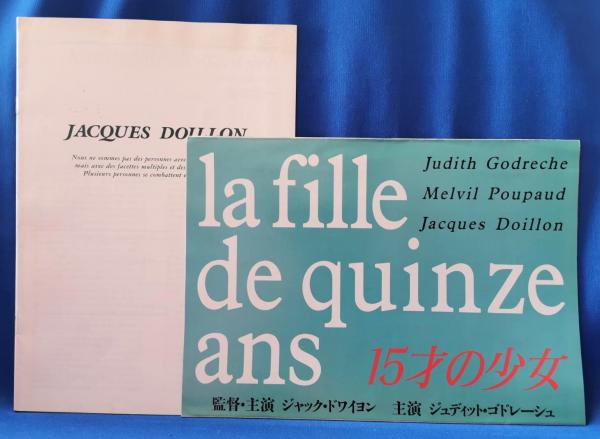 JACQUES DOILLON
Nous ne sommes pas des personnes avec
mais avec des facettes multiples et des
Plusieurs personnes se combattent
la fille
de quinze
ans
Judith Godreche
Melvil Poupaud
Jacques Doillon
15才の少女
監督・主演 ジャック・ドワイヨン 主演 ジュディット・ゴドレーシュ